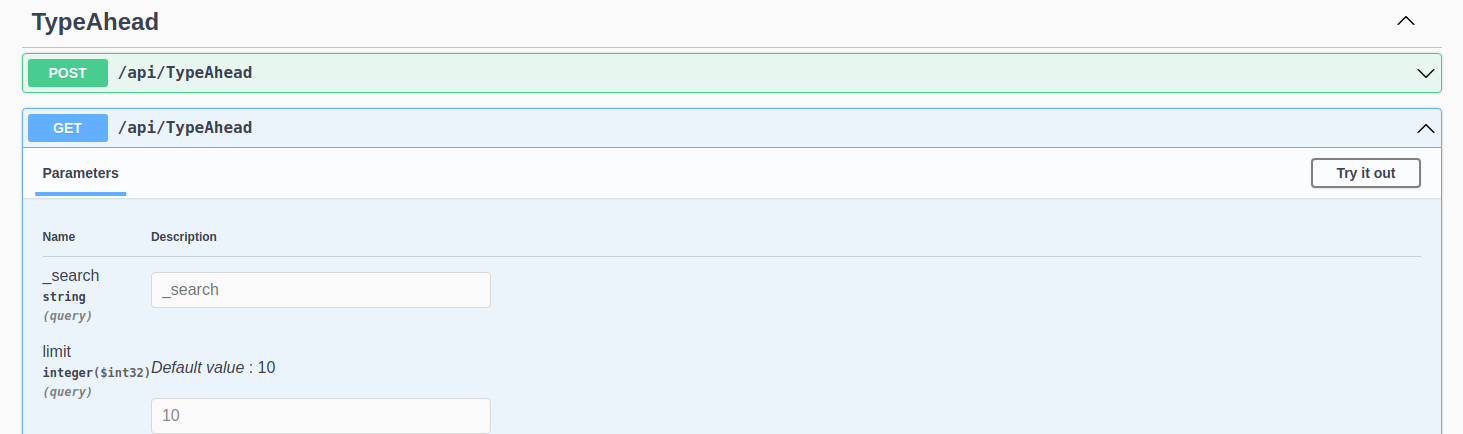 TypeAhead
POST /api/TypeAhead
GET /api/TypeAhead
Parameters Try it out
Name Description
_search
string
(query)
_search
limit
integer($int32)
(query)
Default value : 10
10